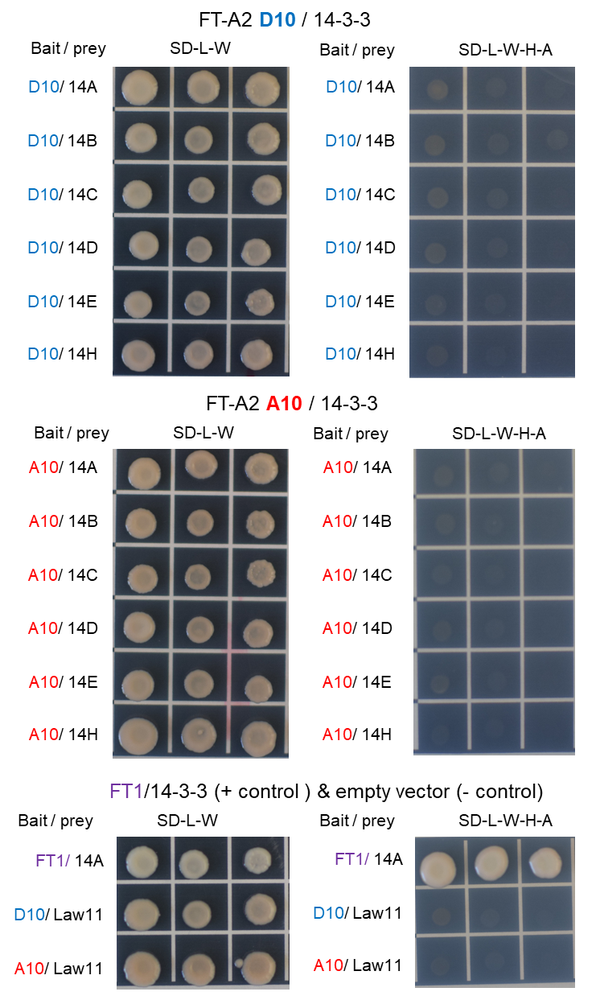 FT-A2 D10 / 14-3-3
Bait / prey SD-L-W Bait / prey SD-L-W-H-A
D10/ 14A D10/ 14A
D10/ 14B D10/ 14B
D10/ 14C D10/ 14C
D10/ 14D D10/ 14D
D10/ 14E D10/ 14E
D10/ 14H D10/ 14H
FT-A2 A10 / 14-3-3
Bait / prey SD-L-W Bait / prey SD-L-W-H-A
A10/ 14A A10/ 14A
A10/ 14B A10/ 14B
A10/ 14C A10/ 14C
A10/ 14D A10/ 14D
A10/ 14E A10/ 14E
A10/ 14H A10/ 14H
FT1/14-3-3 (+ control ) & empty vector (- control)
Bait / prey SD-L-W Bait / prey SD-L-W-H-A
FT1/ 14A FT1/ 14A
D10/ Law11 D10/ Law11
A10/ Law11 A10/ Law11